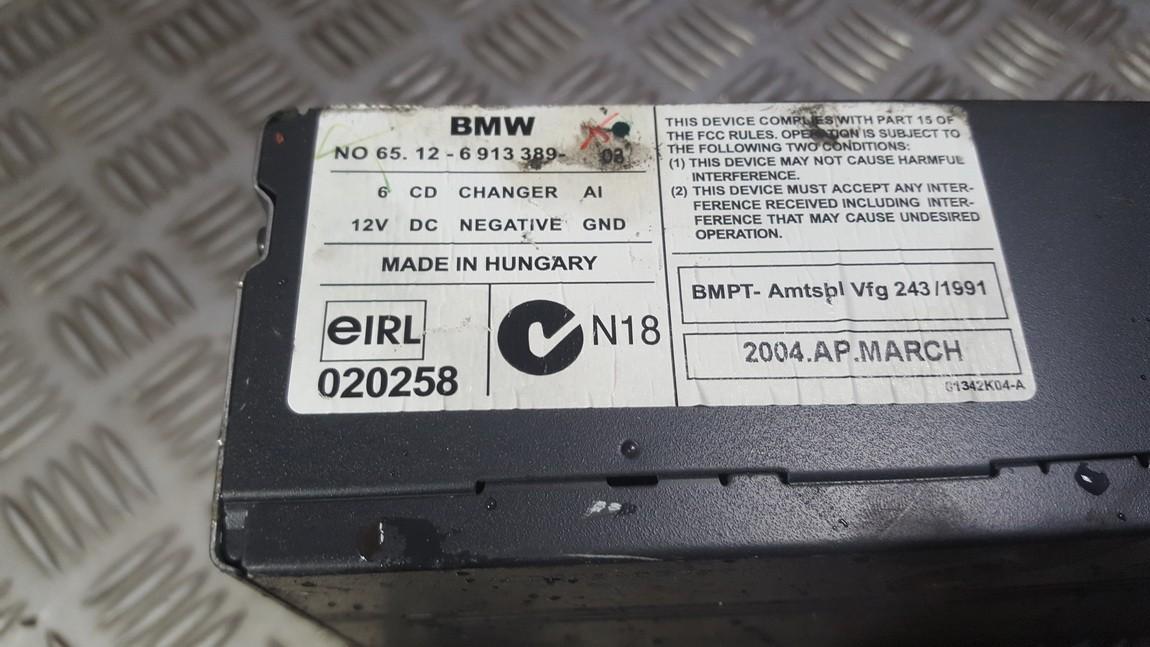 BMW
NO 65. 12 - 6 913 389- 03
6 CD CHANGER AI
12V DC NEGATIVE GND
MADE IN HUNGARY
eIRL
020258
N18
THIS DEVICE COMPLIES WITH PART 15 OF
THE FCC RULES. OPERATION IS SUBJECT TO
THE FOLLOWING TWO CONDITIONS:
(1) THIS DEVICE MAY NOT CAUSE HARMFUL
INTERFERENCE.
(2) THIS DEVICE MUST ACCEPT ANY INTER-
FERENCE RECEIVED INCLUDING INTER-
FERENCE THAT MAY CAUSE UNDESIRED
OPERATION.
BMPT- Amtsbl Vfg 243 /1991
2004.AP.MARCH
01342K04-A